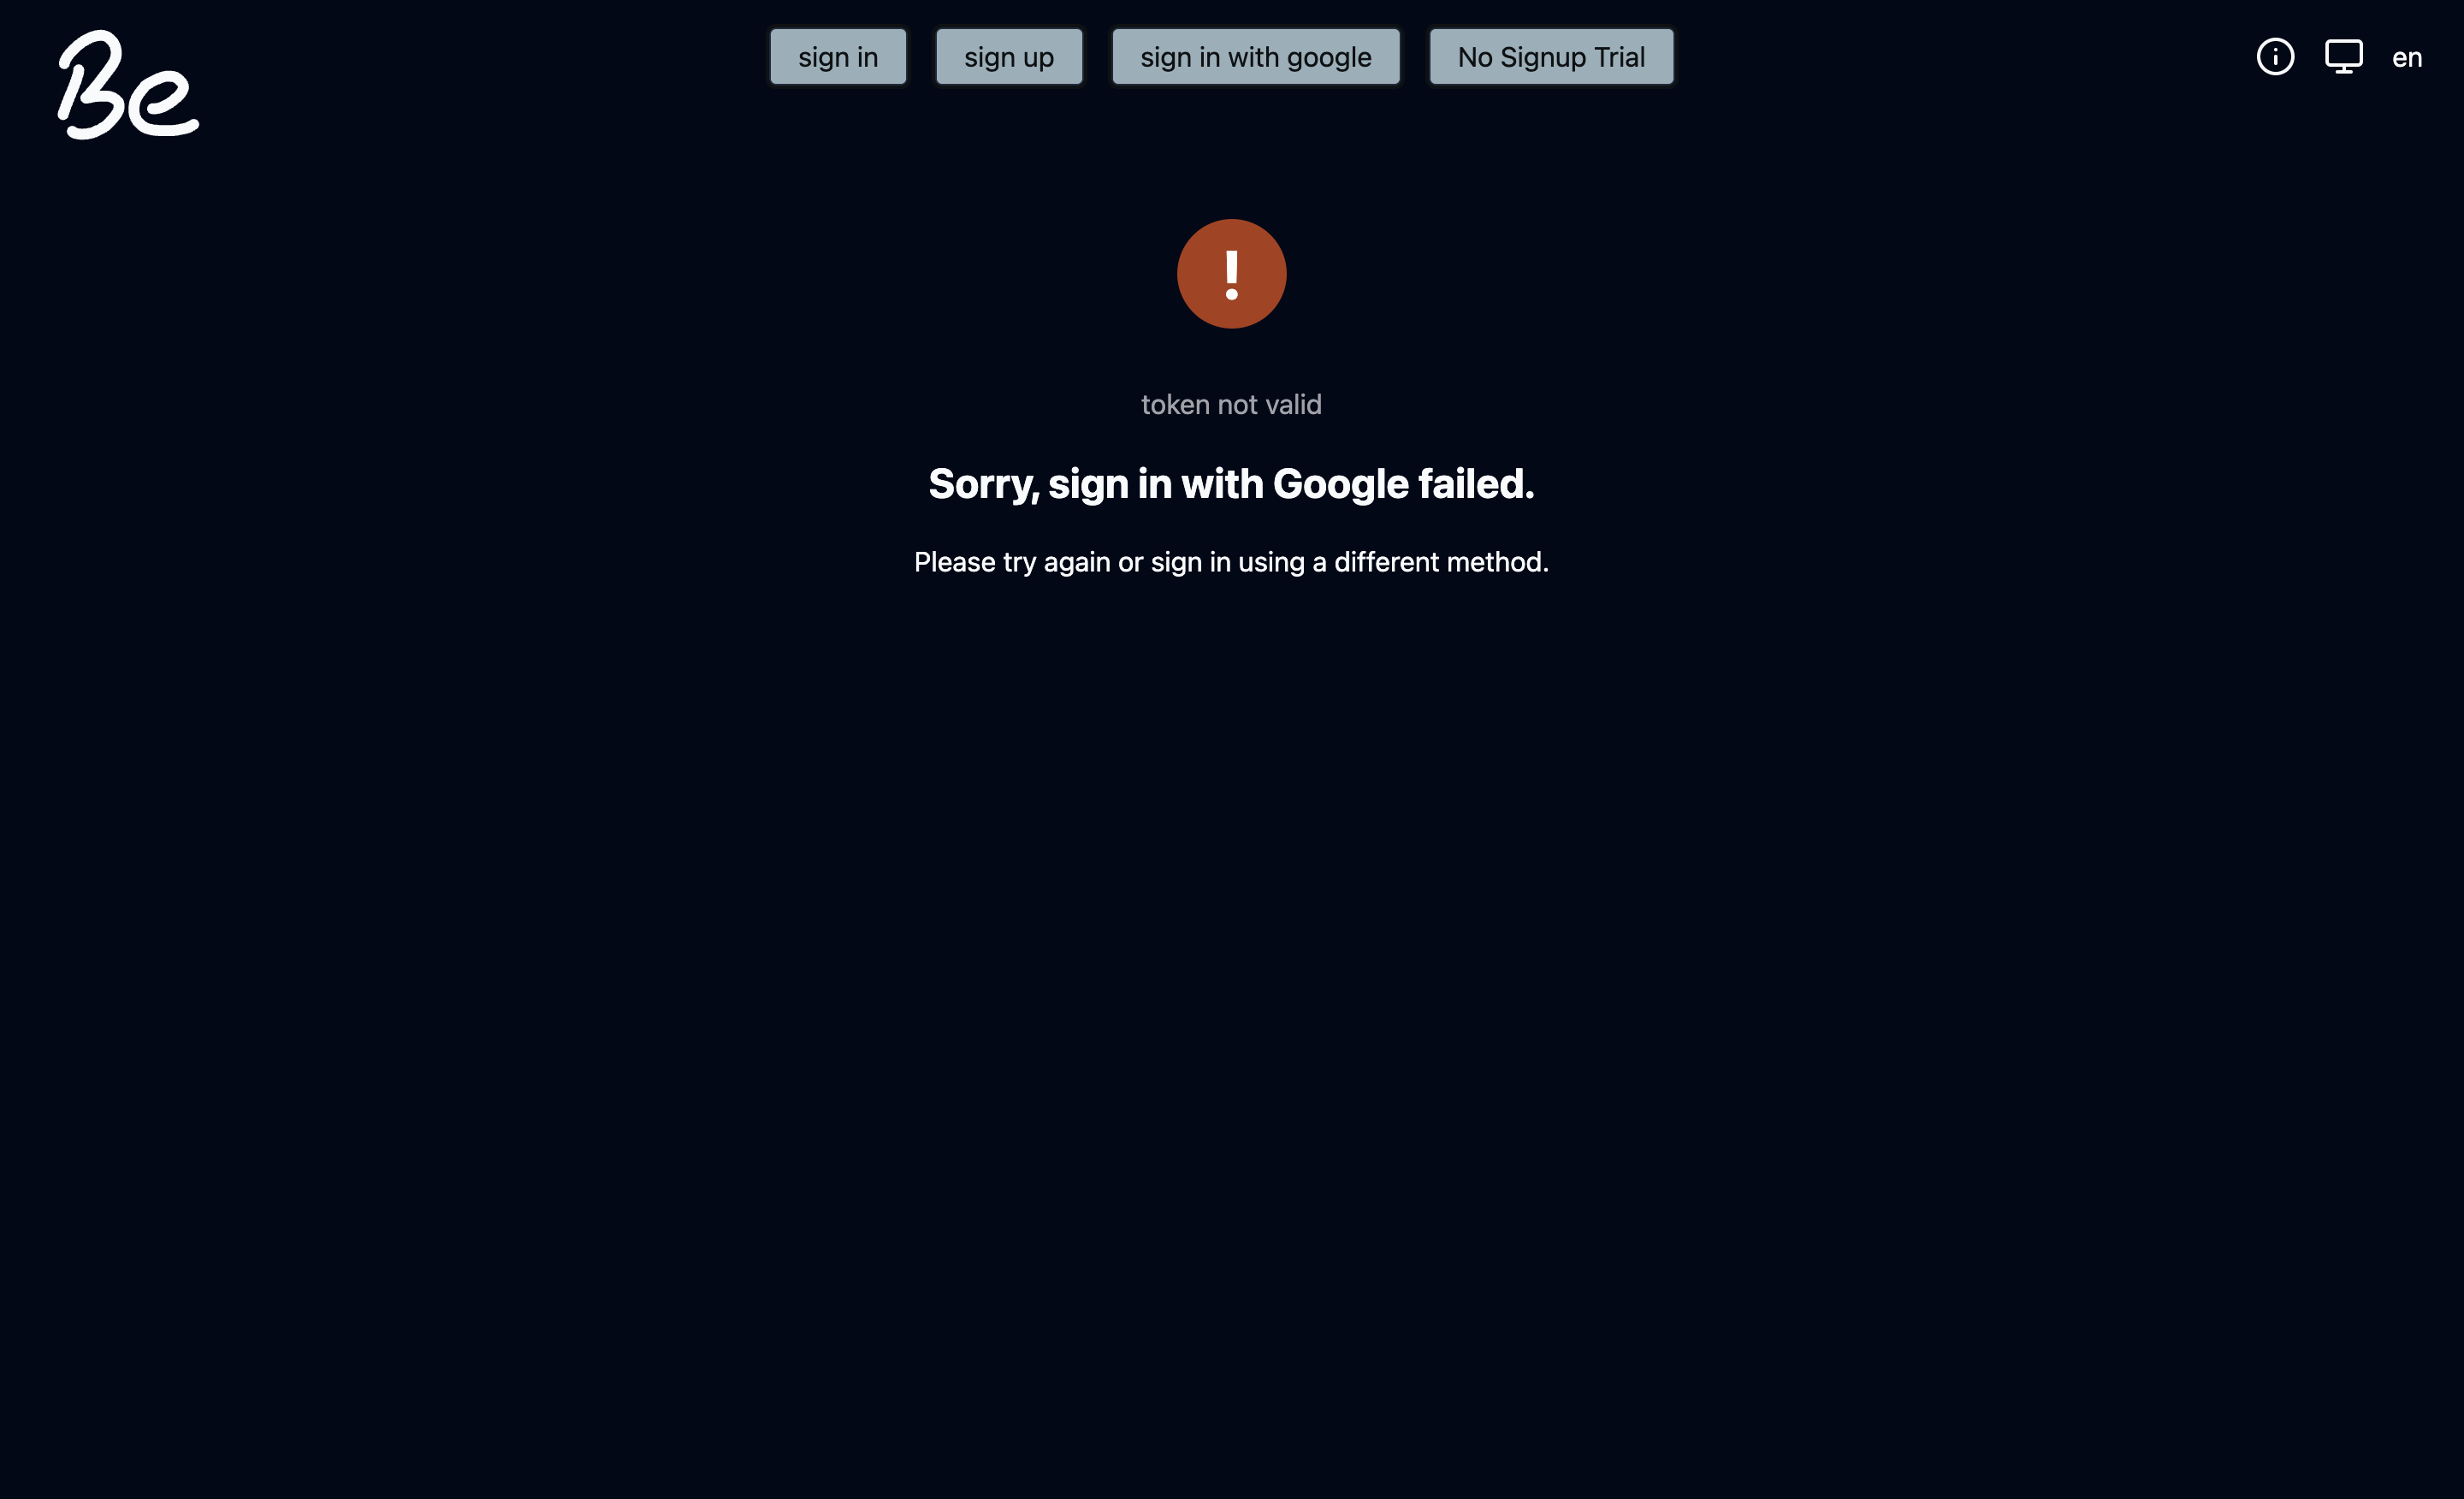 Be
sign in
sign up
sign in with google
No Signup Trial
en
!
token not valid
Sorry, sign in with Google failed.
Please try again or sign in using a different method.